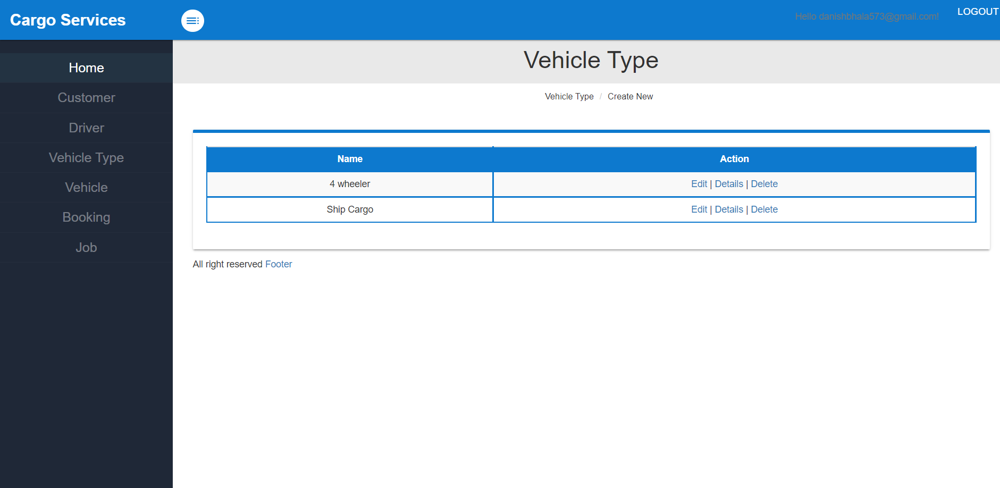 Cargo Services
Hello danishbhala573@gmail.com!
LOGOUT
Home
Customer
Driver
Vehicle Type
Vehicle
Booking
Job
Vehicle Type
Vehicle Type / Create New
Name Action
4 wheeler Edit | Details | Delete
Ship Cargo Edit | Details | Delete
All right reserved Footer